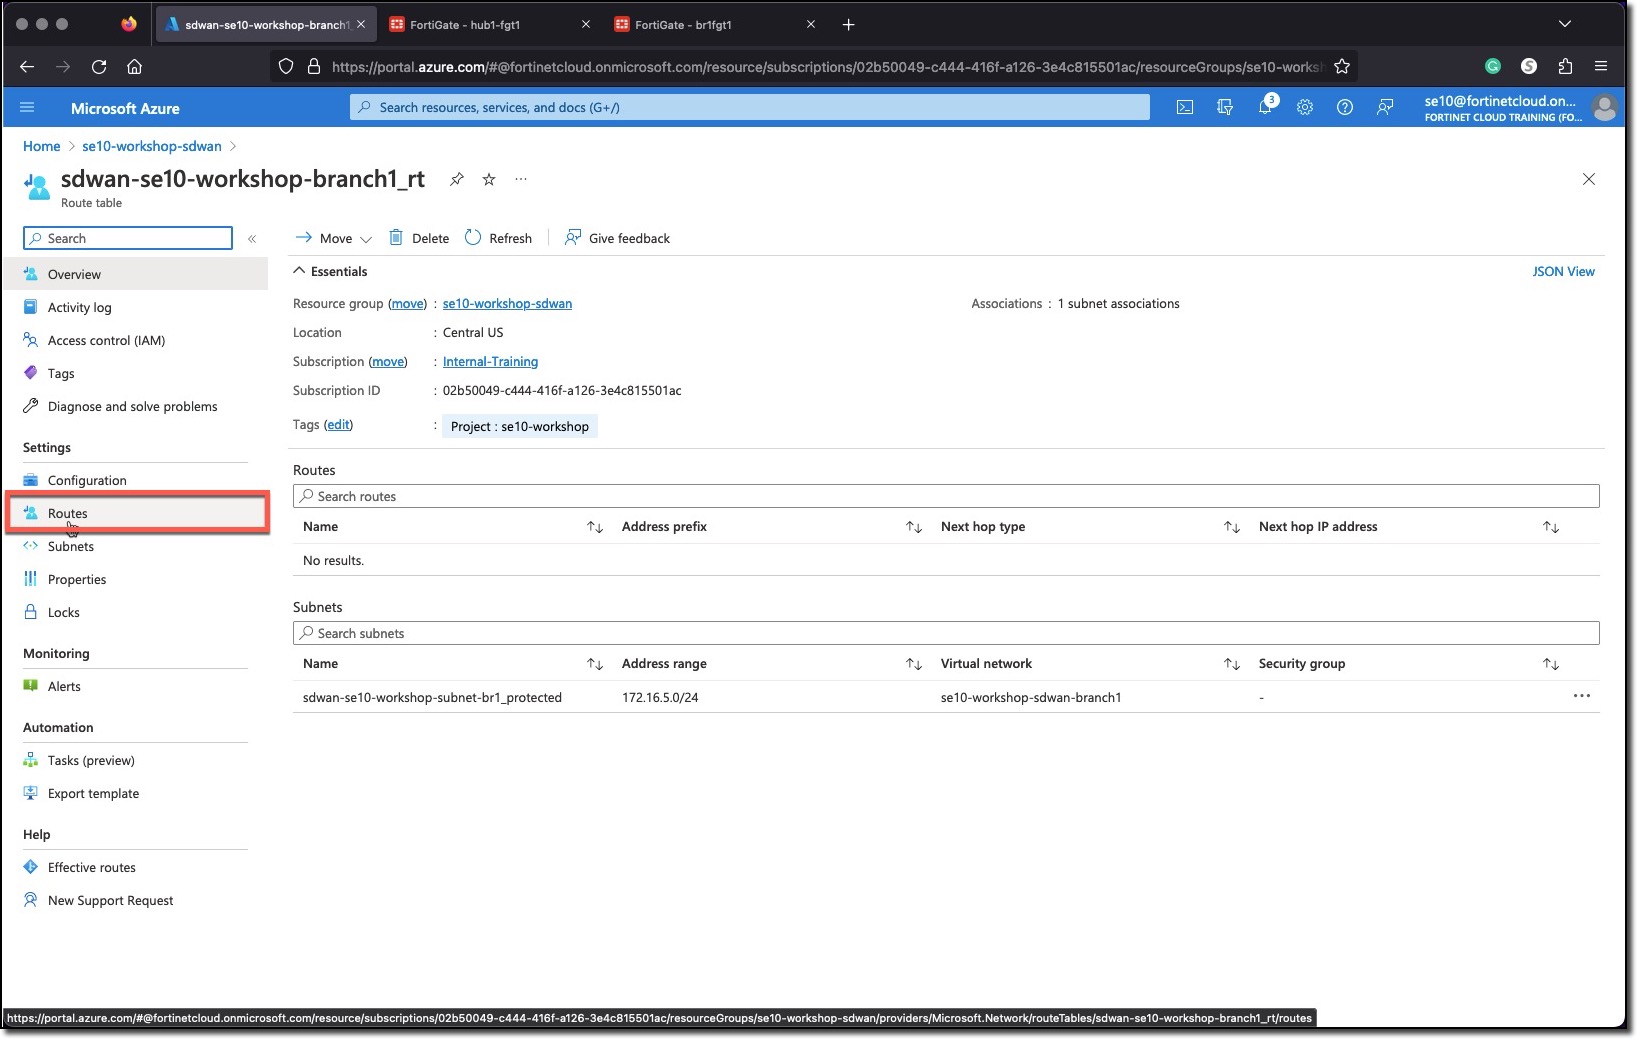 sdwan-se10-workshop-branch1_
FortiGate - hub1-fgt1
FortiGate - br1fgt1
https://portal.azure.com/#@fortinetcloud.onmicrosoft.com/resource/subscriptions/02b50049-c444-416f-a126-3e4c815501ac/resourceGroups/se10-works
Microsoft Azure
Search resources, services, and docs (G+/)
3
se10@fortinetcloud.on...
FORTINET CLOUD TRAINING (FO...
Home > se10-workshop-sdwan >
sdwan-se10-workshop-branch1_rt
Route table
Search
Move
Delete
Refresh
Give feedback
Overview
Activity log
Access control (IAM)
Tags
Diagnose and solve problems
Settings
Configuration
Routes
Subnets
Properties
Locks
Monitoring
Alerts
Automation
Tasks (preview)
Export template
Help
Effective routes
New Support Request
Essentials
JSON View
Resource group (move) : se10-workshop-sdwan
Associations : 1 subnet associations
Location : Central US
Subscription (move) : Internal-Training
Subscription ID : 02b50049-c444-416f-a126-3e4c815501ac
Tags (edit) : Project : se10-workshop
Routes
Search routes
Name Address prefix Next hop type Next hop IP address
No results.
Subnets
Search subnets
Name Address range Virtual network Security group
sdwan-se10-workshop-subnet-br1_protected 172.16.5.0/24 se10-workshop-sdwan-branch1 -
https://portal.azure.com/#@fortinetcloud.onmicrosoft.com/resource/subscriptions/02b50049-c444-416f-a126-3e4c815501ac/resourceGroups/se10-workshop-sdwan/providers/Microsoft.Network/routeTables/sdwan-se10-workshop-branch1_rt/routes